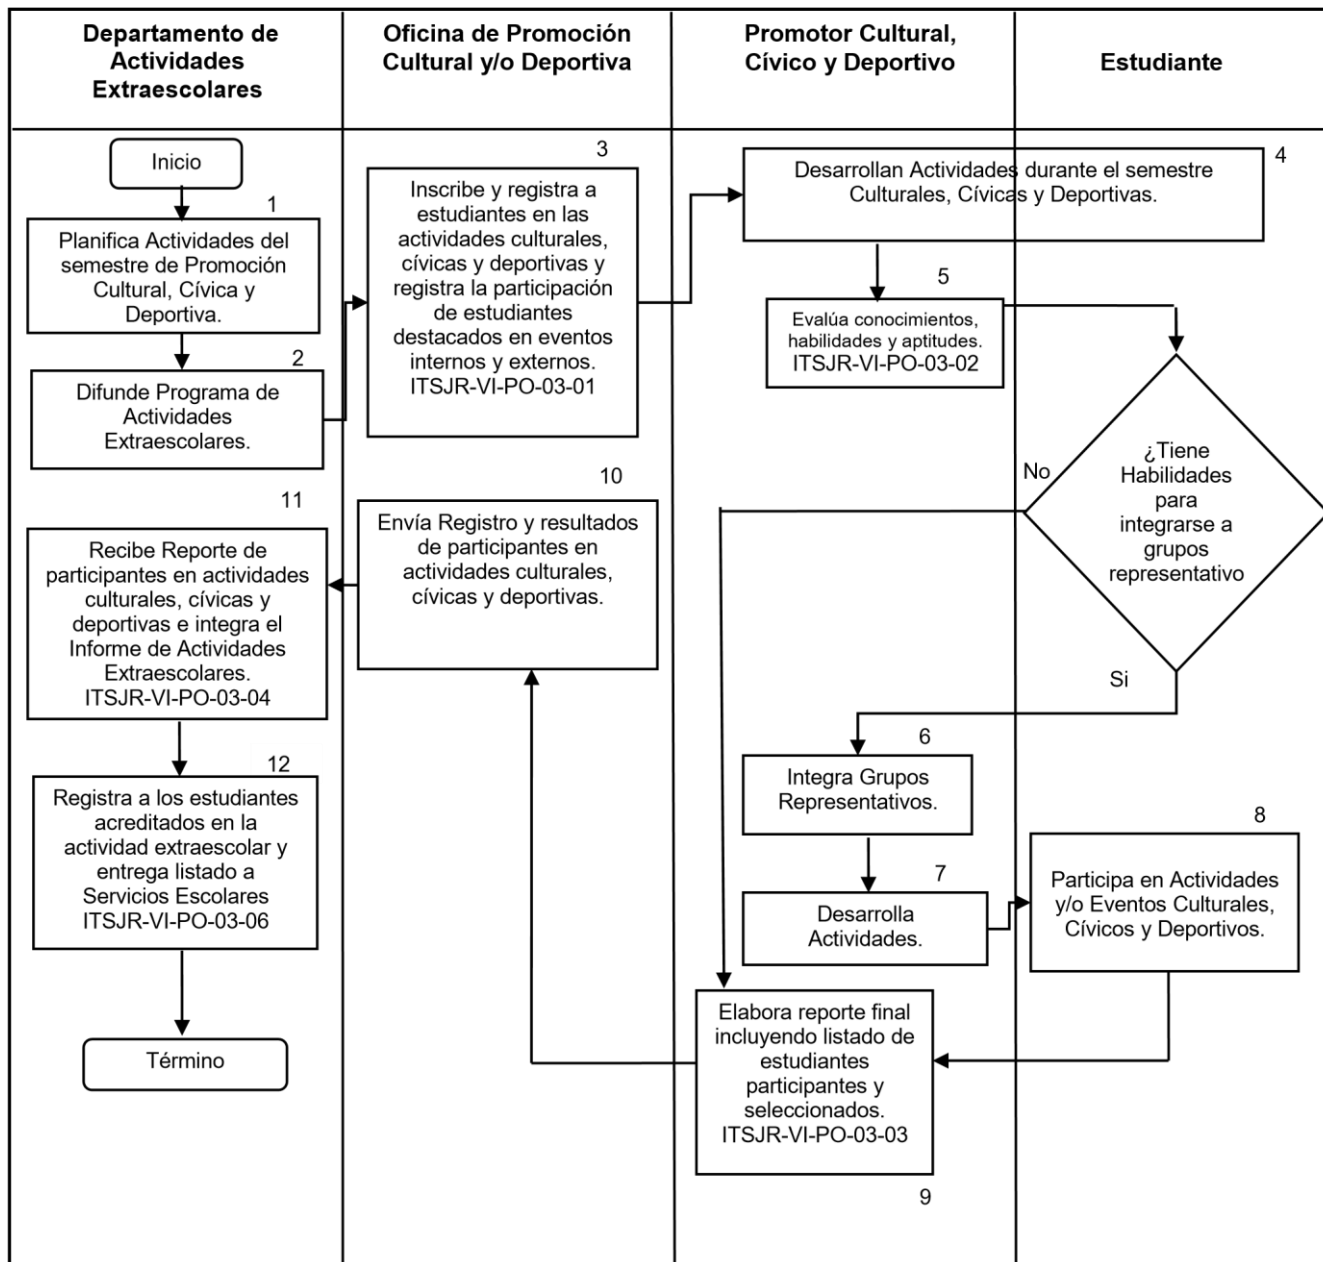 Departamento de
Actividades
Extraescolares
Oficina de Promoción
Cultural y/o Deportiva
Promotor Cultural,
Cívico y Deportivo
Estudiante
Inicio
1
Planifica Actividades del
semestre de Promoción
Cultural, Cívica y
Deportiva.
2
Difunde Programa de
Actividades
Extraescolares.
3
Inscribe y registra a
estudiantes en las
actividades culturales,
cívicas y deportivas y
registra la participación
de estudiantes
destacados en eventos
internos y externos.
ITSJR-VI-PO-03-01
4
Desarrollan Actividades durante el semestre
Culturales, Cívicas y Deportivas.
5
Evalúa conocimientos,
habilidades y aptitudes.
ITSJR-VI-PO-03-02
¿Tiene
Habilidades
para
integrarse a
grupos
representativo
No
Si
6
Integra Grupos
Representativos.
7
Desarrolla
Actividades.
8
Participa en Actividades
y/o Eventos Culturales,
Cívicos y Deportivos.
Elabora reporte final
incluyendo listado de
estudiantes
participantes y
seleccionados.
ITSJR-VI-PO-03-03
9
10
Envía Registro y resultados
de participantes en
actividades culturales,
cívicas y deportivas.
11
Recibe Reporte de
participantes en actividades
culturales, cívicas y
deportivas e integra el
Informe de Actividades
Extraescolares.
ITSJR-VI-PO-03-04
12
Registra a los estudiantes
acreditados en la
actividad extraescolar y
entrega listado a
Servicios Escolares
ITSJR-VI-PO-03-06
Término